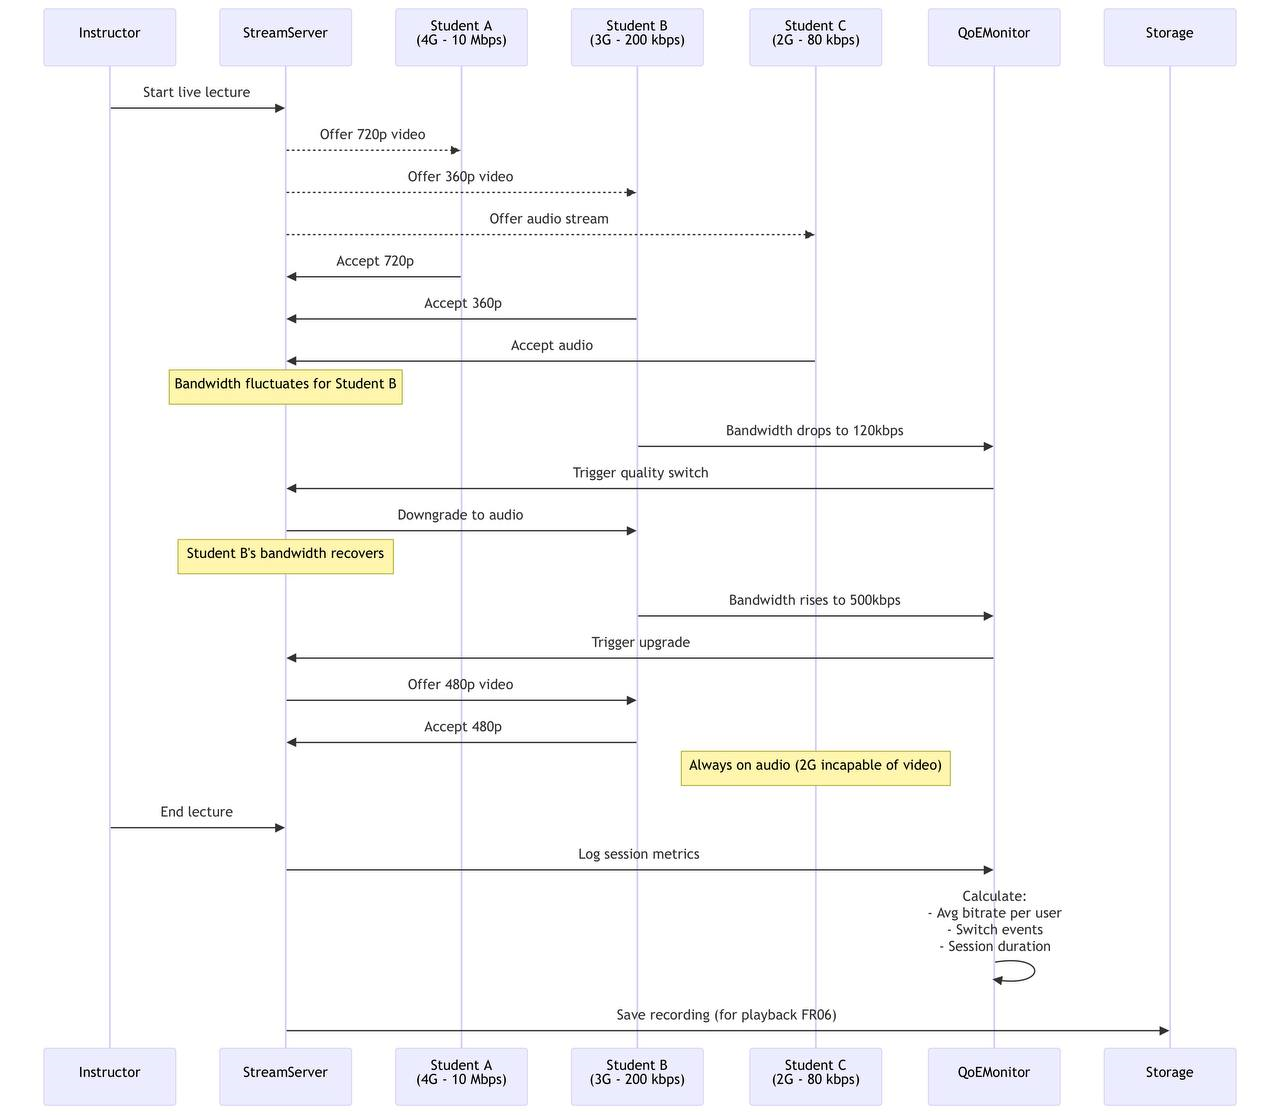 Instructor
StreamServer
Student A
(4G - 10 Mbps)
Student B
(3G - 200 kbps)
Student C
(2G - 80 kbps)
QoEMonitor
Storage
Start live lecture
Offer 720p video
Offer 360p video
Offer audio stream
Accept 720p
Accept 360p
Accept audio
Bandwidth fluctuates for Student B
Bandwidth drops to 120kbps
Trigger quality switch
Downgrade to audio
Student B's bandwidth recovers
Bandwidth rises to 500kbps
Trigger upgrade
Offer 480p video
Accept 480p
Always on audio (2G incapable of video)
End lecture
Log session metrics
Calculate:
- Avg bitrate per user
- Switch events
- Session duration
Save recording (for playback FR06)
Instructor
StreamServer
Student A
(4G - 10 Mbps)
Student B
(3G - 200 kbps)
Student C
(2G - 80 kbps)
QoEMonitor
Storage